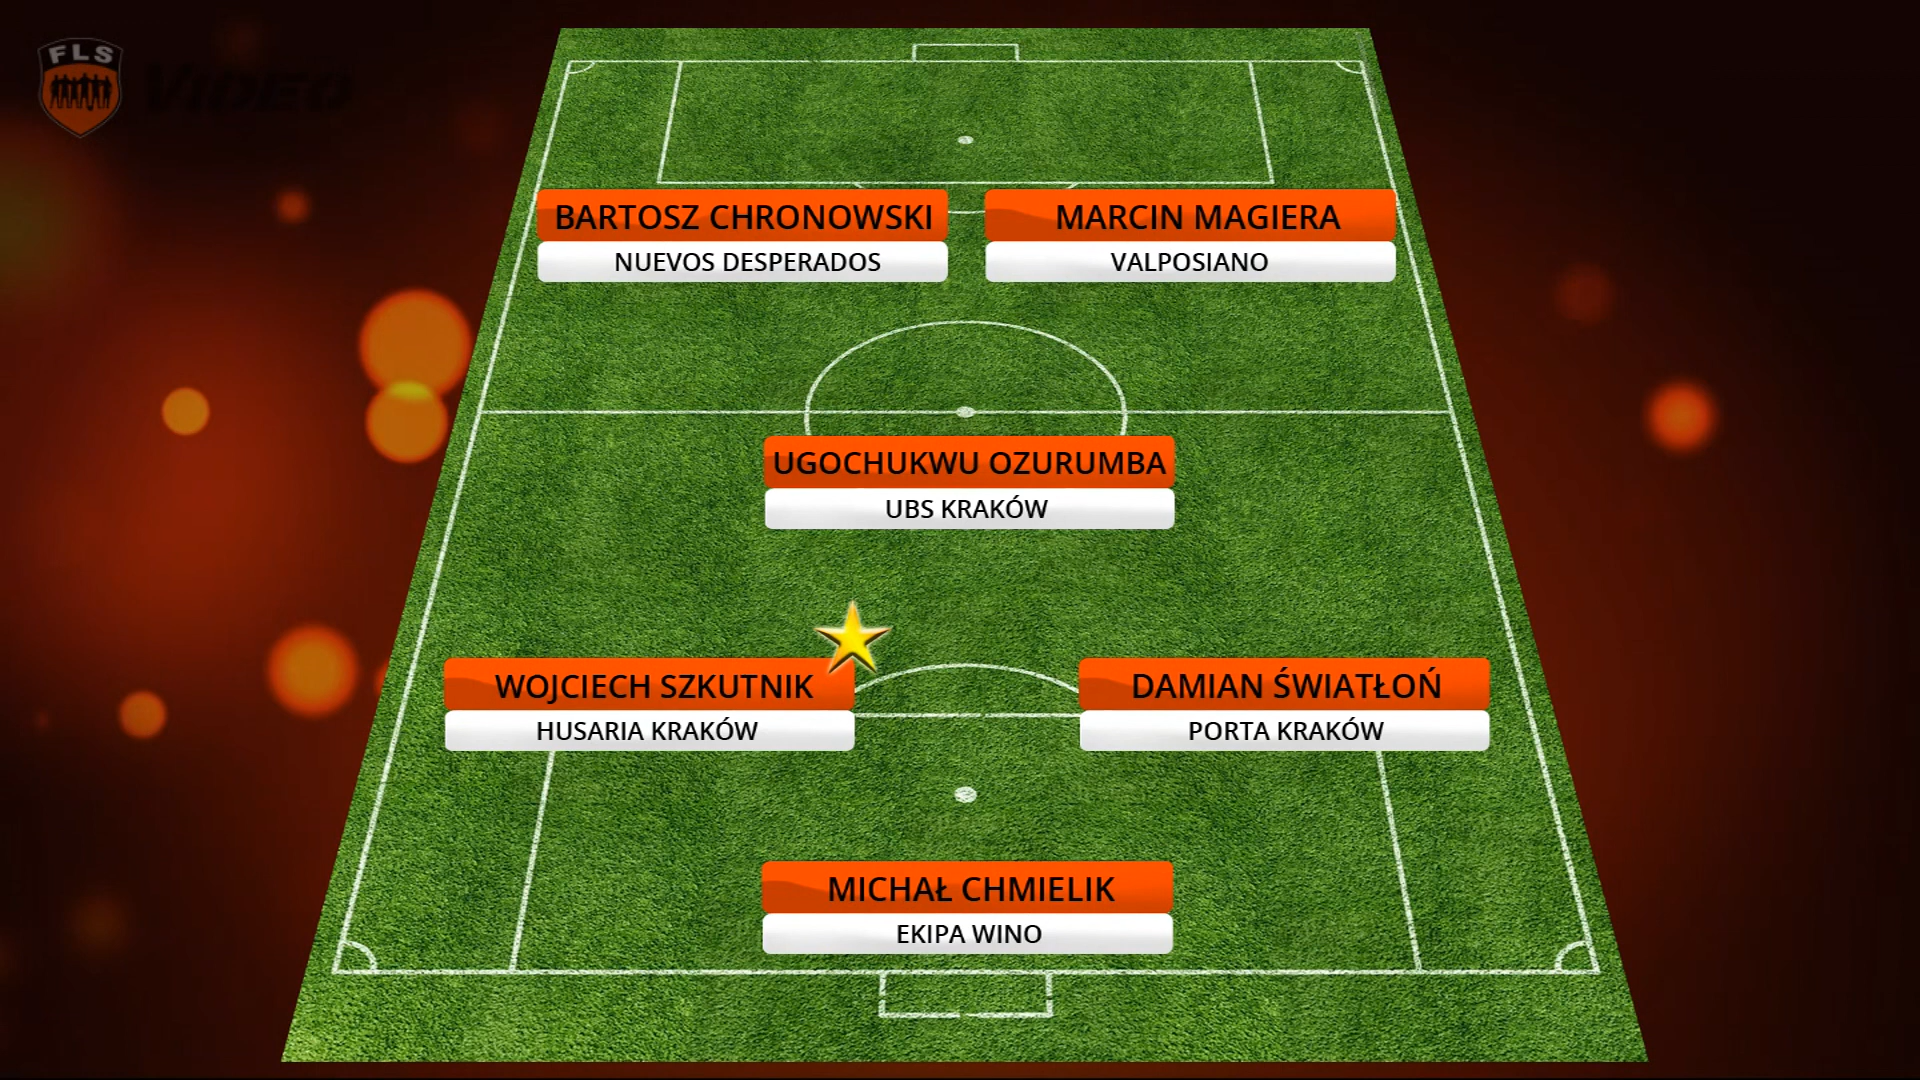 FLS
VIDEO
BARTOSZ CHRONOWSKI
NUEVOS DESPERADOS
MARCIN MAGIERA
VALPOSIANO
UGOCHUKWU OZURUMBA
UBS KRAKÓW
WOJCIECH SZKUTNIK
HUSARIA KRAKÓW
DAMIAN ŚWIATŁOŃ
PORTA KRAKÓW
MICHAŁ CHMIELIK
EKIPA WINO